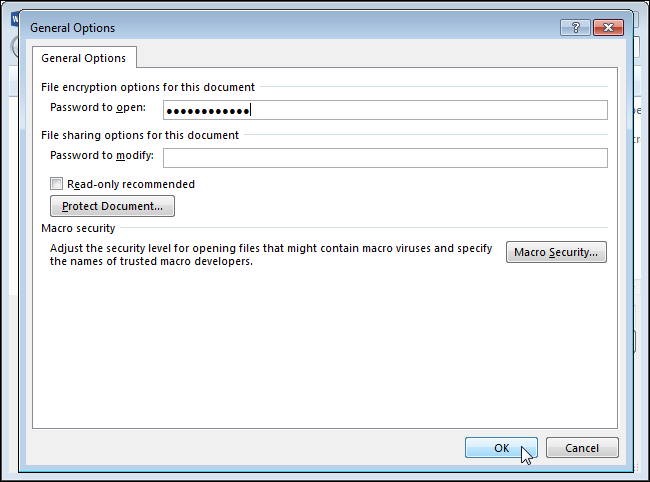 General Options
General Options
File encryption options for this document
Password to open: ●●●●●●●●●●●●
File sharing options for this document
Password to modify:
Read-only recommended
Protect Document...
Macro security
Adjust the security level for opening files that might contain macro viruses and specify
the names of trusted macro developers.
Macro Security...
OK Cancel